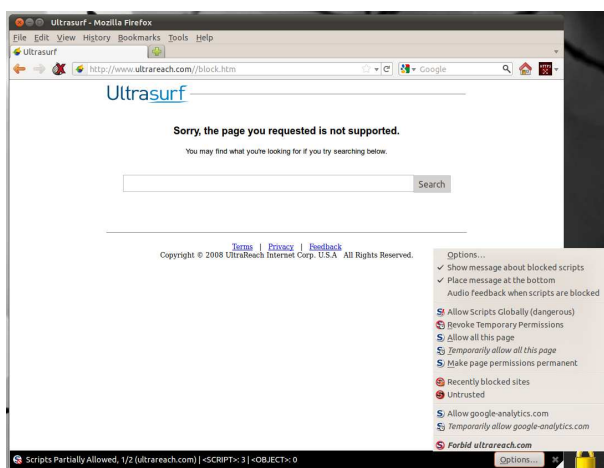 Ultrasurf - Mozilla Firefox
File Edit View History Bookmarks Tools Help
Ultrasurf
http://www.ultrareach.com//block.htm
Google
HTTPS
Ultrasurf
Sorry, the page you requested is not supported.
You may find what you're looking for if you try searching below.
Search
Terms | Privacy | Feedback
Copyright © 2008 UltraReach Internet Corp. U.S.A All Rights Reserved.
Options...
✓ Show message about blocked scripts
✓ Place message at the bottom
Audio feedback when scripts are blocked
Allow Scripts Globally (dangerous)
Revoke Temporary Permissions
Allow all this page
Temporarily allow all this page
Make page permissions permanent
Recently blocked sites
Untrusted
Allow google-analytics.com
Temporarily allow google-analytics.com
Forbid ultrareach.com
Scripts Partially Allowed, 1/2 (ultrareach.com) | <SCRIPT>: 3 | <OBJECT>: 0
Options...